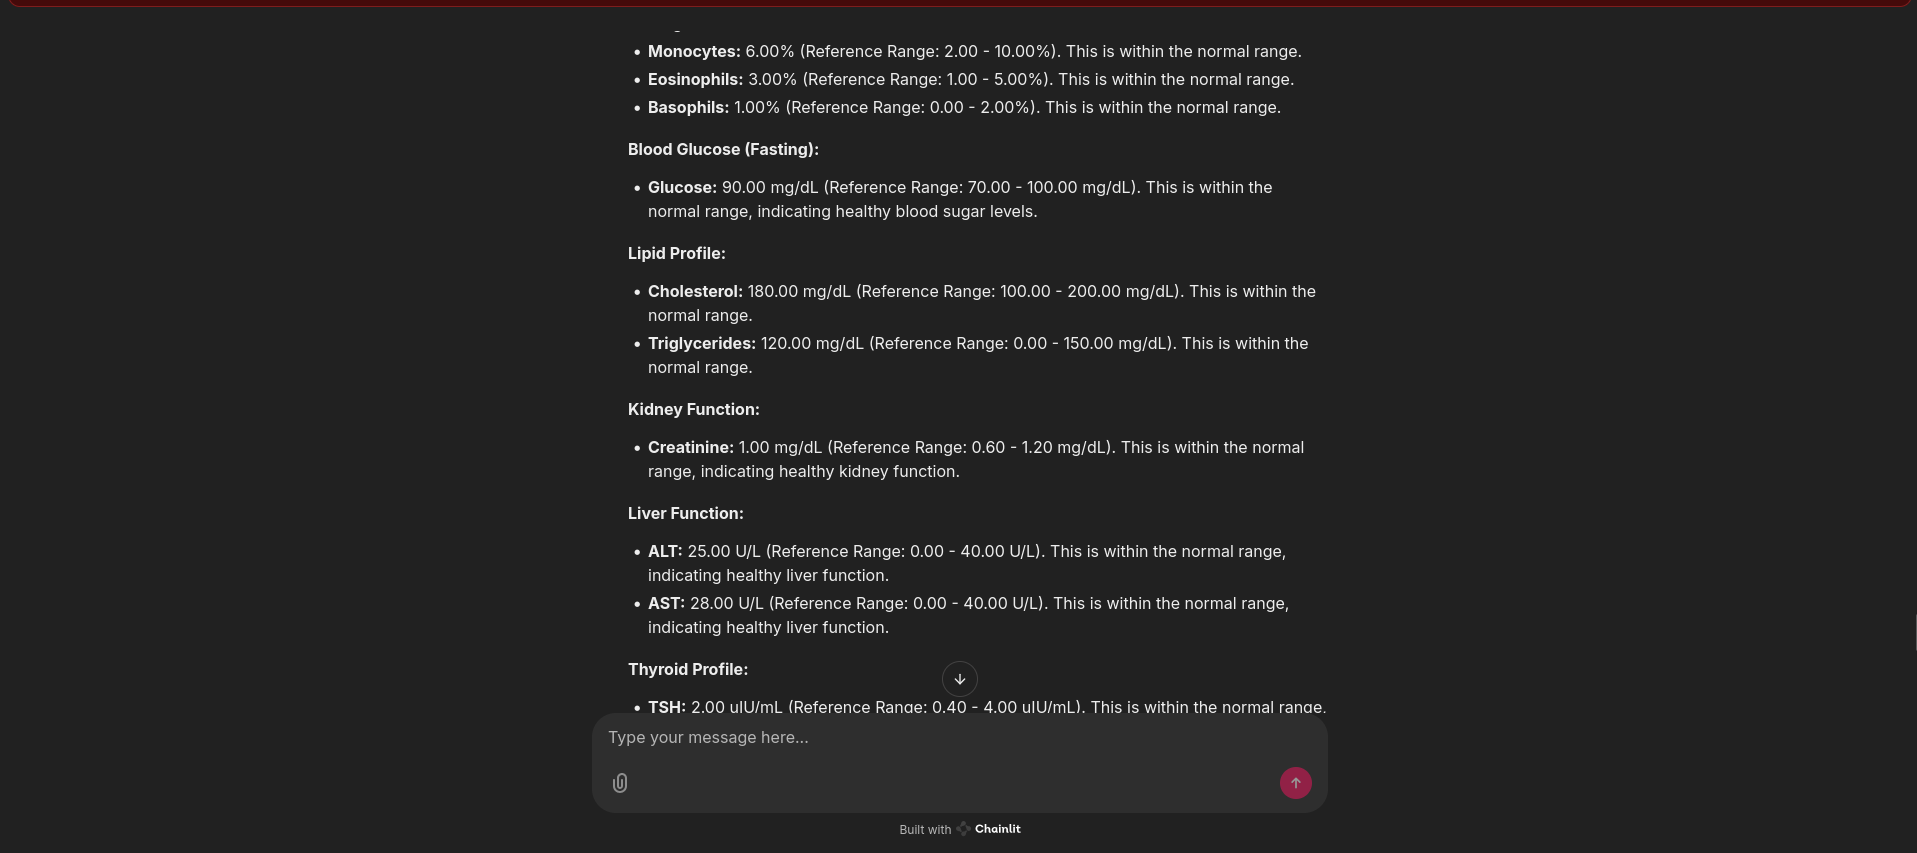 • Monocytes: 6.00% (Reference Range: 2.00 - 10.00%). This is within the normal range.
• Eosinophils: 3.00% (Reference Range: 1.00 - 5.00%). This is within the normal range.
• Basophils: 1.00% (Reference Range: 0.00 - 2.00%). This is within the normal range.
Blood Glucose (Fasting):
• Glucose: 90.00 mg/dL (Reference Range: 70.00 - 100.00 mg/dL). This is within the
normal range, indicating healthy blood sugar levels.
Lipid Profile:
• Cholesterol: 180.00 mg/dL (Reference Range: 100.00 - 200.00 mg/dL). This is within the
normal range.
• Triglycerides: 120.00 mg/dL (Reference Range: 0.00 - 150.00 mg/dL). This is within the
normal range.
Kidney Function:
• Creatinine: 1.00 mg/dL (Reference Range: 0.60 - 1.20 mg/dL). This is within the normal
range, indicating healthy kidney function.
Liver Function:
• ALT: 25.00 U/L (Reference Range: 0.00 - 40.00 U/L). This is within the normal range,
indicating healthy liver function.
• AST: 28.00 U/L (Reference Range: 0.00 - 40.00 U/L). This is within the normal range,
indicating healthy liver function.
Thyroid Profile:
• TSH: 2.00 uIU/mL (Reference Range: 0.40 - 4.00 uIU/mL). This is within the normal range.
Type your message here...
Built with Chainlit